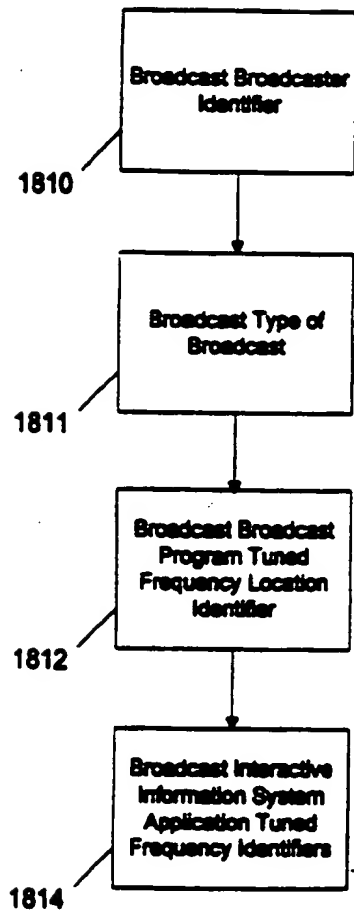 Broadcast Broadcaster
Identifier
1810
Broadcast Type of
Broadcast
1811
Broadcast Broadcast
Program Tuned
Frequency Location
Identifier
1812
Broadcast Interactive
Information System
Application Tuned
Frequency Identifiers
1814